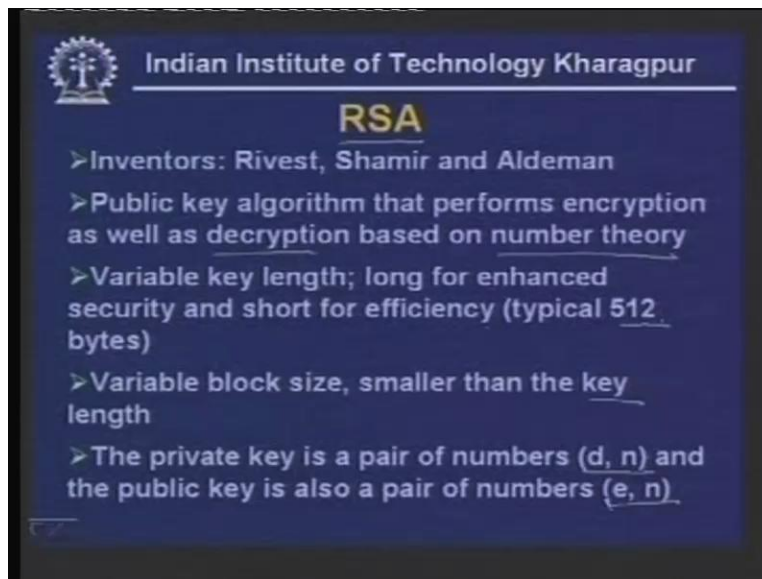 Indian Institute of Technology Kharagpur
RSA
➢Inventors: Rivest, Shamir and Aldeman
➢Public key algorithm that performs encryption
as well as decryption based on number theory
➢Variable key length; long for enhanced
security and short for efficiency (typical 512
bytes)
➢Variable block size, smaller than the key
length
➢The private key is a pair of numbers (d, n) and
the public key is also a pair of numbers (e, n)